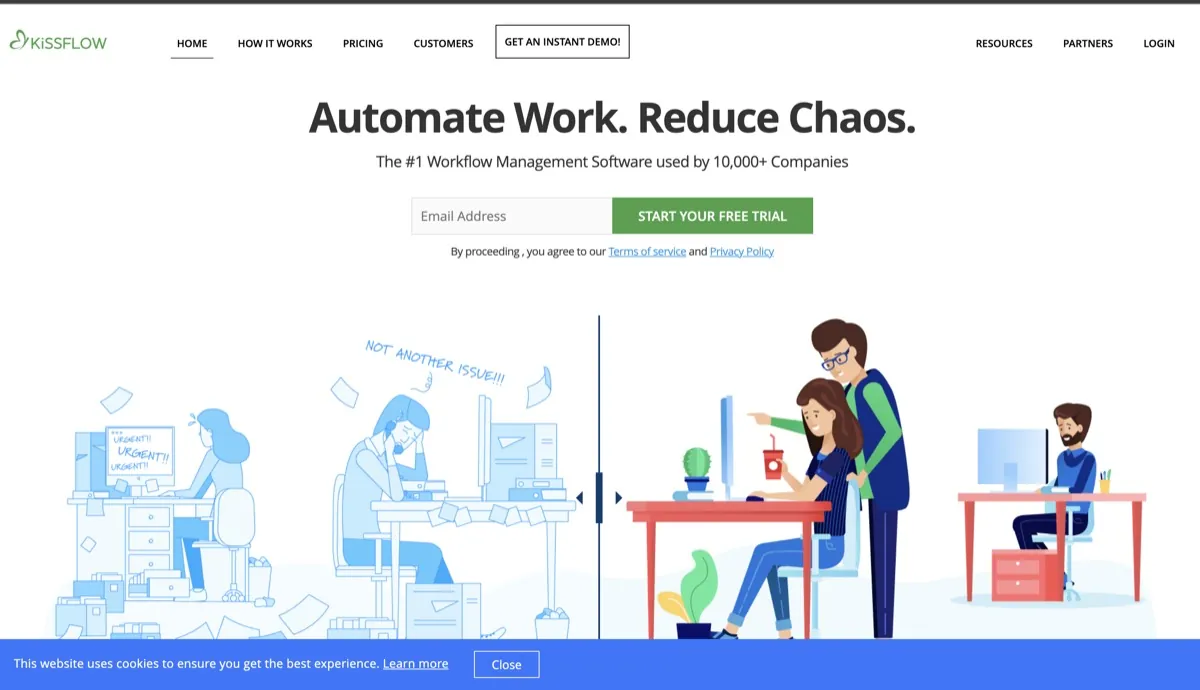 KiSSFLOW
HOME HOW IT WORKS PRICING CUSTOMERS GET AN INSTANT DEMO! RESOURCES PARTNERS LOGIN
Automate Work. Reduce Chaos.
The #1 Workflow Management Software used by 10,000+ Companies
Email Address START YOUR FREE TRIAL
By proceeding , you agree to our Terms of service and Privacy Policy
NOT ANOTHER ISSUE!!!
URGENT!!
URGENT!!
URGENT!!
This website uses cookies to ensure you get the best experience. Learn more Close